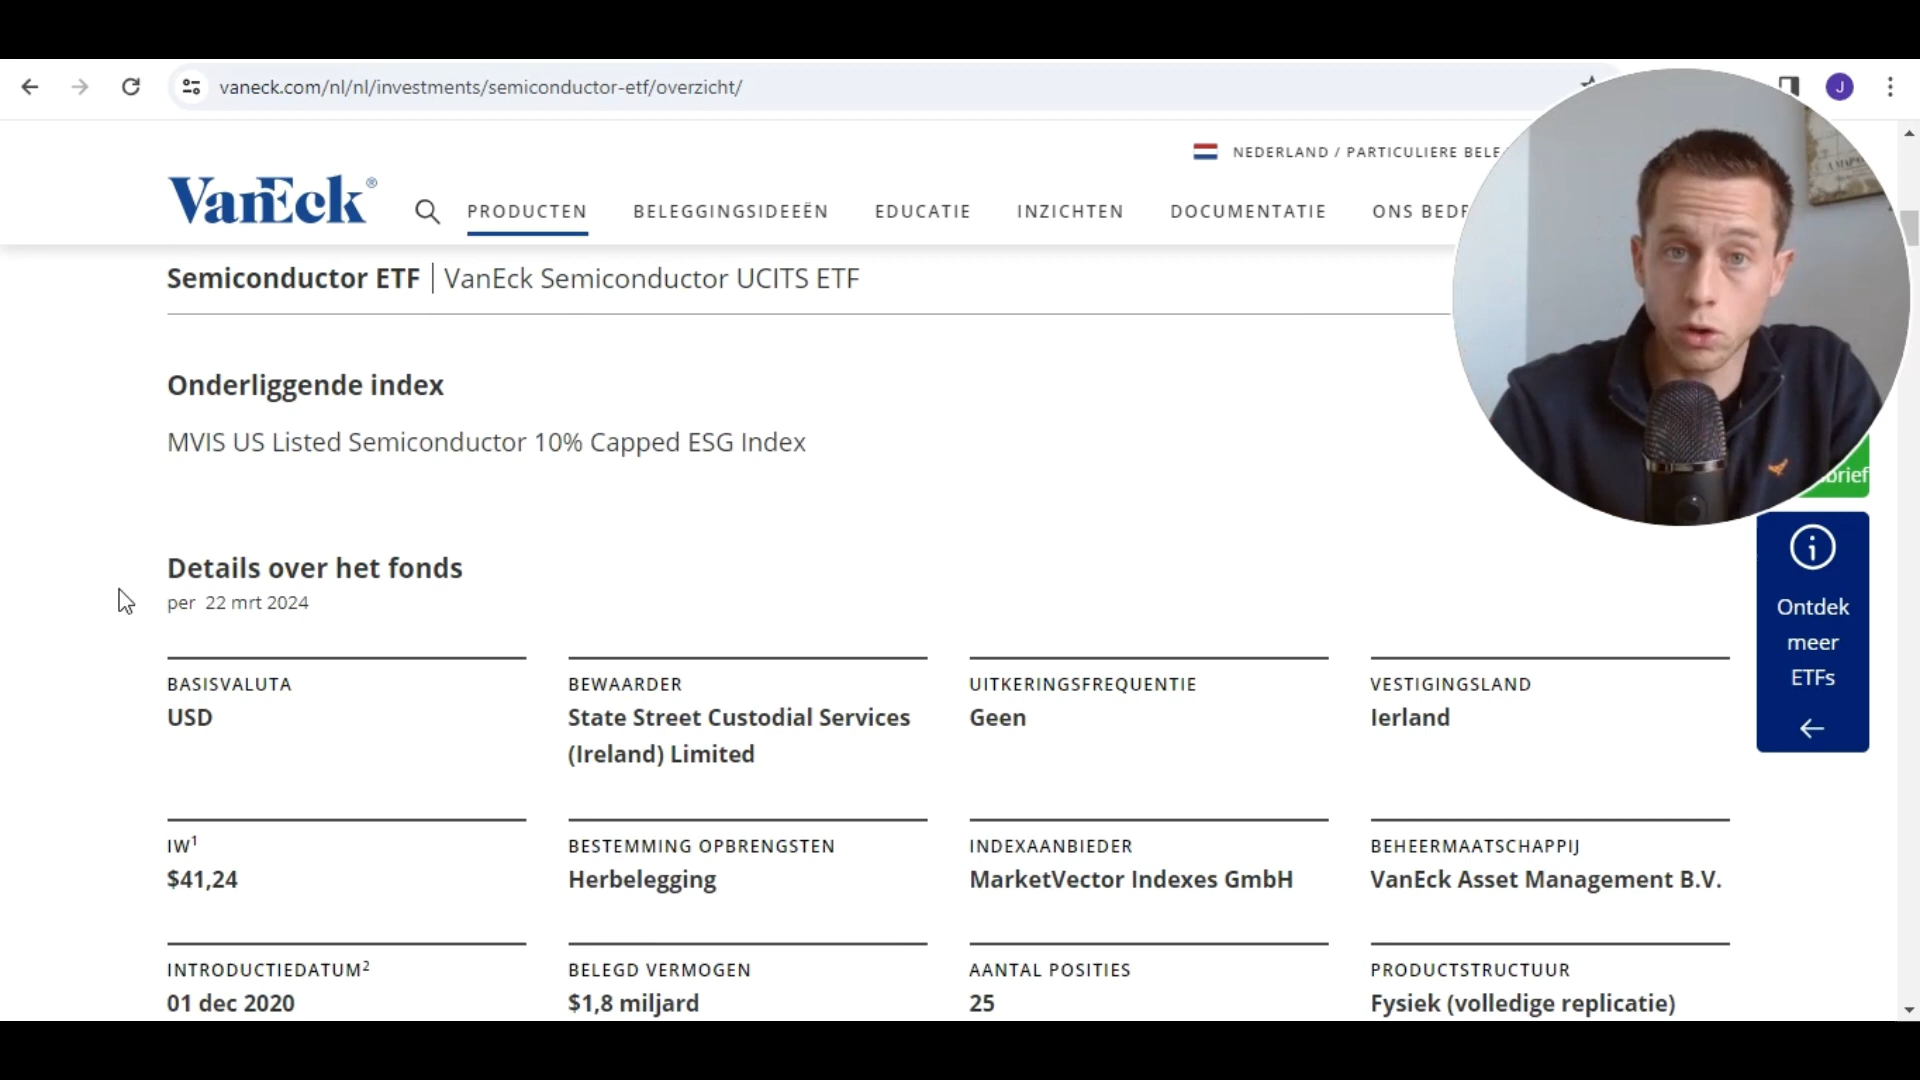 vaneck.com/nl/nl/investments/semiconductor-etf/overzicht/
J
NEDERLAND / PARTICULIERE BELE
VanEck®
PRODUCTEN BELEGGINGSIDEEËN EDUCATIE INZICHTEN DOCUMENTATIE ONS BEDR
Semiconductor ETF | VanEck Semiconductor UCITS ETF
Onderliggende index
MVIS US Listed Semiconductor 10% Capped ESG Index
brief
Details over het fonds
per 22 mrt 2024
Ontdek
meer
ETFs
BASISVALUTA BEWAARDER UITKERINGSFREQUENTIE VESTIGINGSLAND
USD State Street Custodial Services Geen Ierland
(Ireland) Limited
IW1 BESTEMMING OPBRENGSTEN INDEXAANBIEDER BEHEERMAATSCHAPPIJ
$41,24 Herbelegging MarketVector Indexes GmbH VanEck Asset Management B.V.
INTRODUCTIEDATUM2 BELEGD VERMOGEN AANTAL POSITIES PRODUCTSTRUCTUUR
01 dec 2020 $1,8 miljard 25 Fysiek (volledige replicatie)